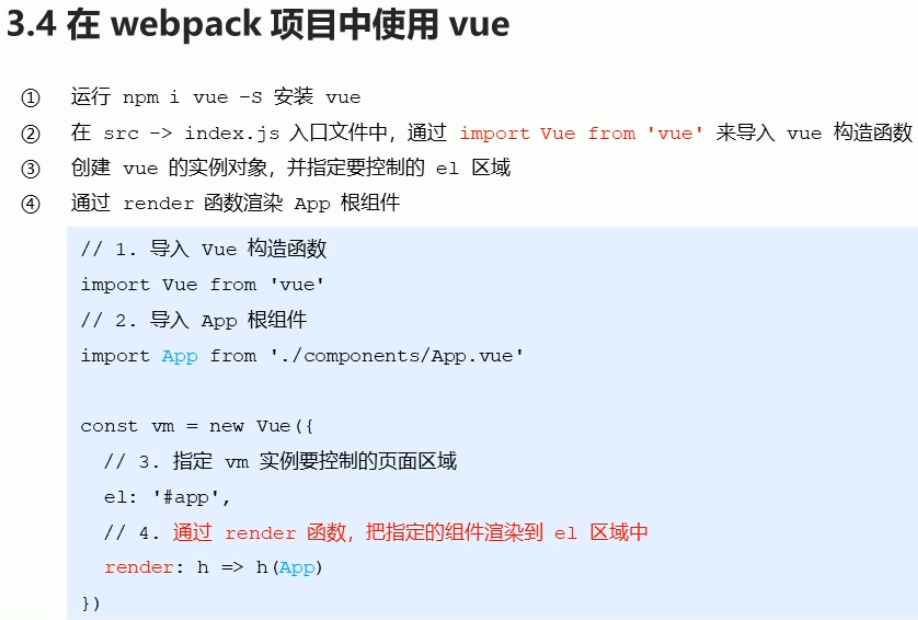 3.4 在 webpack 项目中使用 vue
① 运行 npm i vue –S 安装 vue
② 在 src -> index.js 入口文件中，通过 import Vue from 'vue' 来导入 vue 构造函数
③ 创建 vue 的实例对象，并指定要控制的 el 区域
④ 通过 render 函数渲染 App 根组件
// 1. 导入 Vue 构造函数
import Vue from 'vue'
// 2. 导入 App 根组件
import App from './components/App.vue'
const vm = new Vue({
  // 3. 指定 vm 实例要控制的页面区域
  el: '#app',
  // 4. 通过 render 函数，把指定的组件渲染到 el 区域中
  render: h => h(App)
})